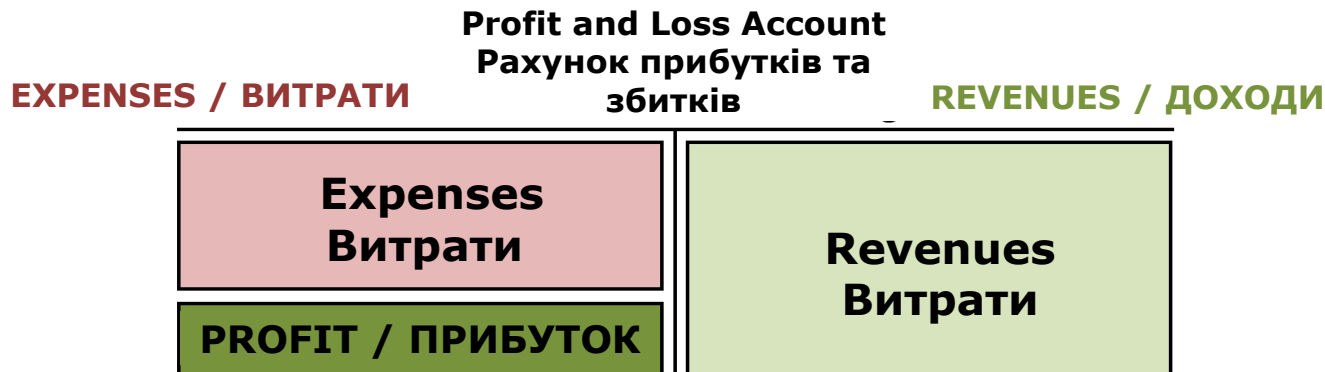 Profit and Loss Account
Рахунок прибутків та
збитків
EXPENSES / ВИТРАТИ
REVENUES / ДОХОДИ
Expenses
Витрати
Revenues
Витрати
PROFIT / ПРИБУТОК